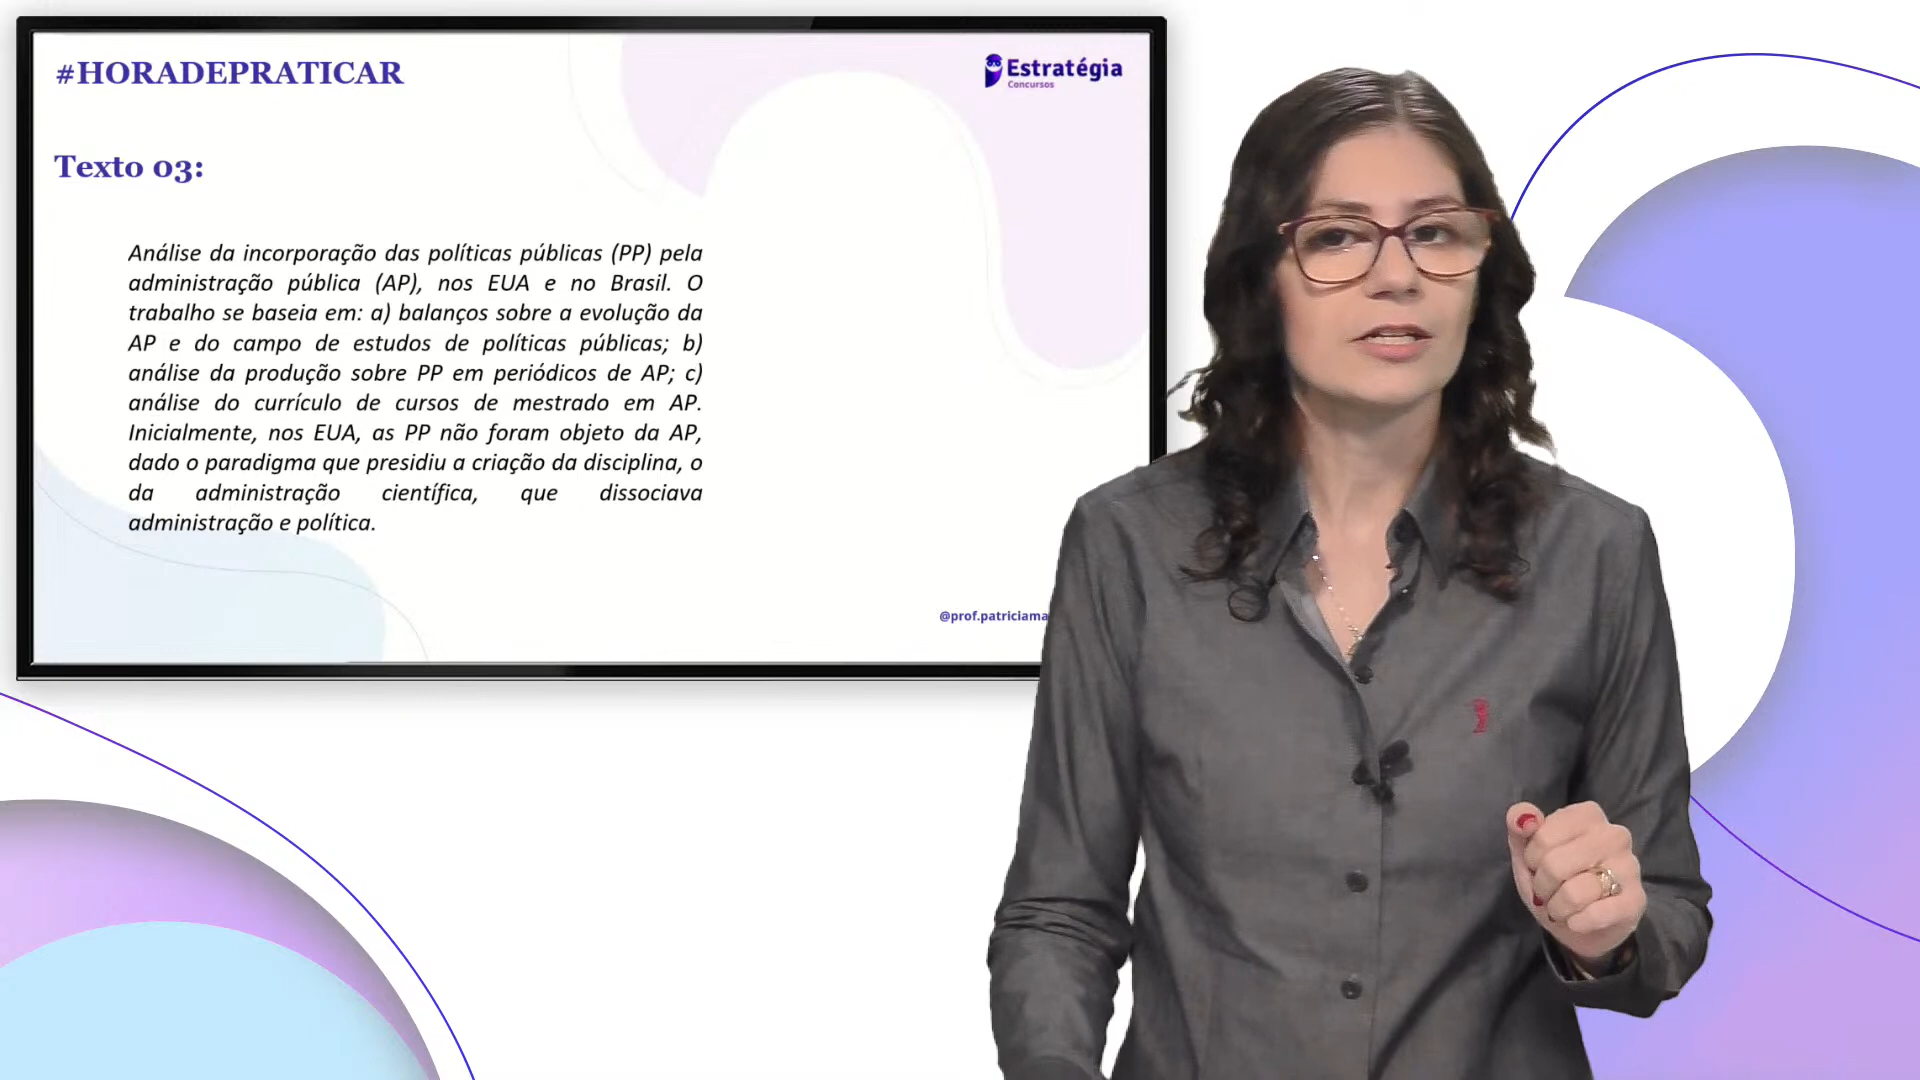 #HORADEPRATICAR
Estratégia
Concursos
Texto 03:
Análise da incorporação das políticas públicas (PP) pela
administração pública (AP), nos EUA e no Brasil. O
trabalho se baseia em: a) balanços sobre a evolução da
AP e do campo de estudos de políticas públicas; b)
análise da produção sobre PP em periódicos de AP; c)
análise do currículo de cursos de mestrado em AP.
Inicialmente, nos EUA, as PP não foram objeto da AP,
dado o paradigma que presidiu a criação da disciplina, o
da administração científica, que dissociava
administração e política.
@prof.patriciama